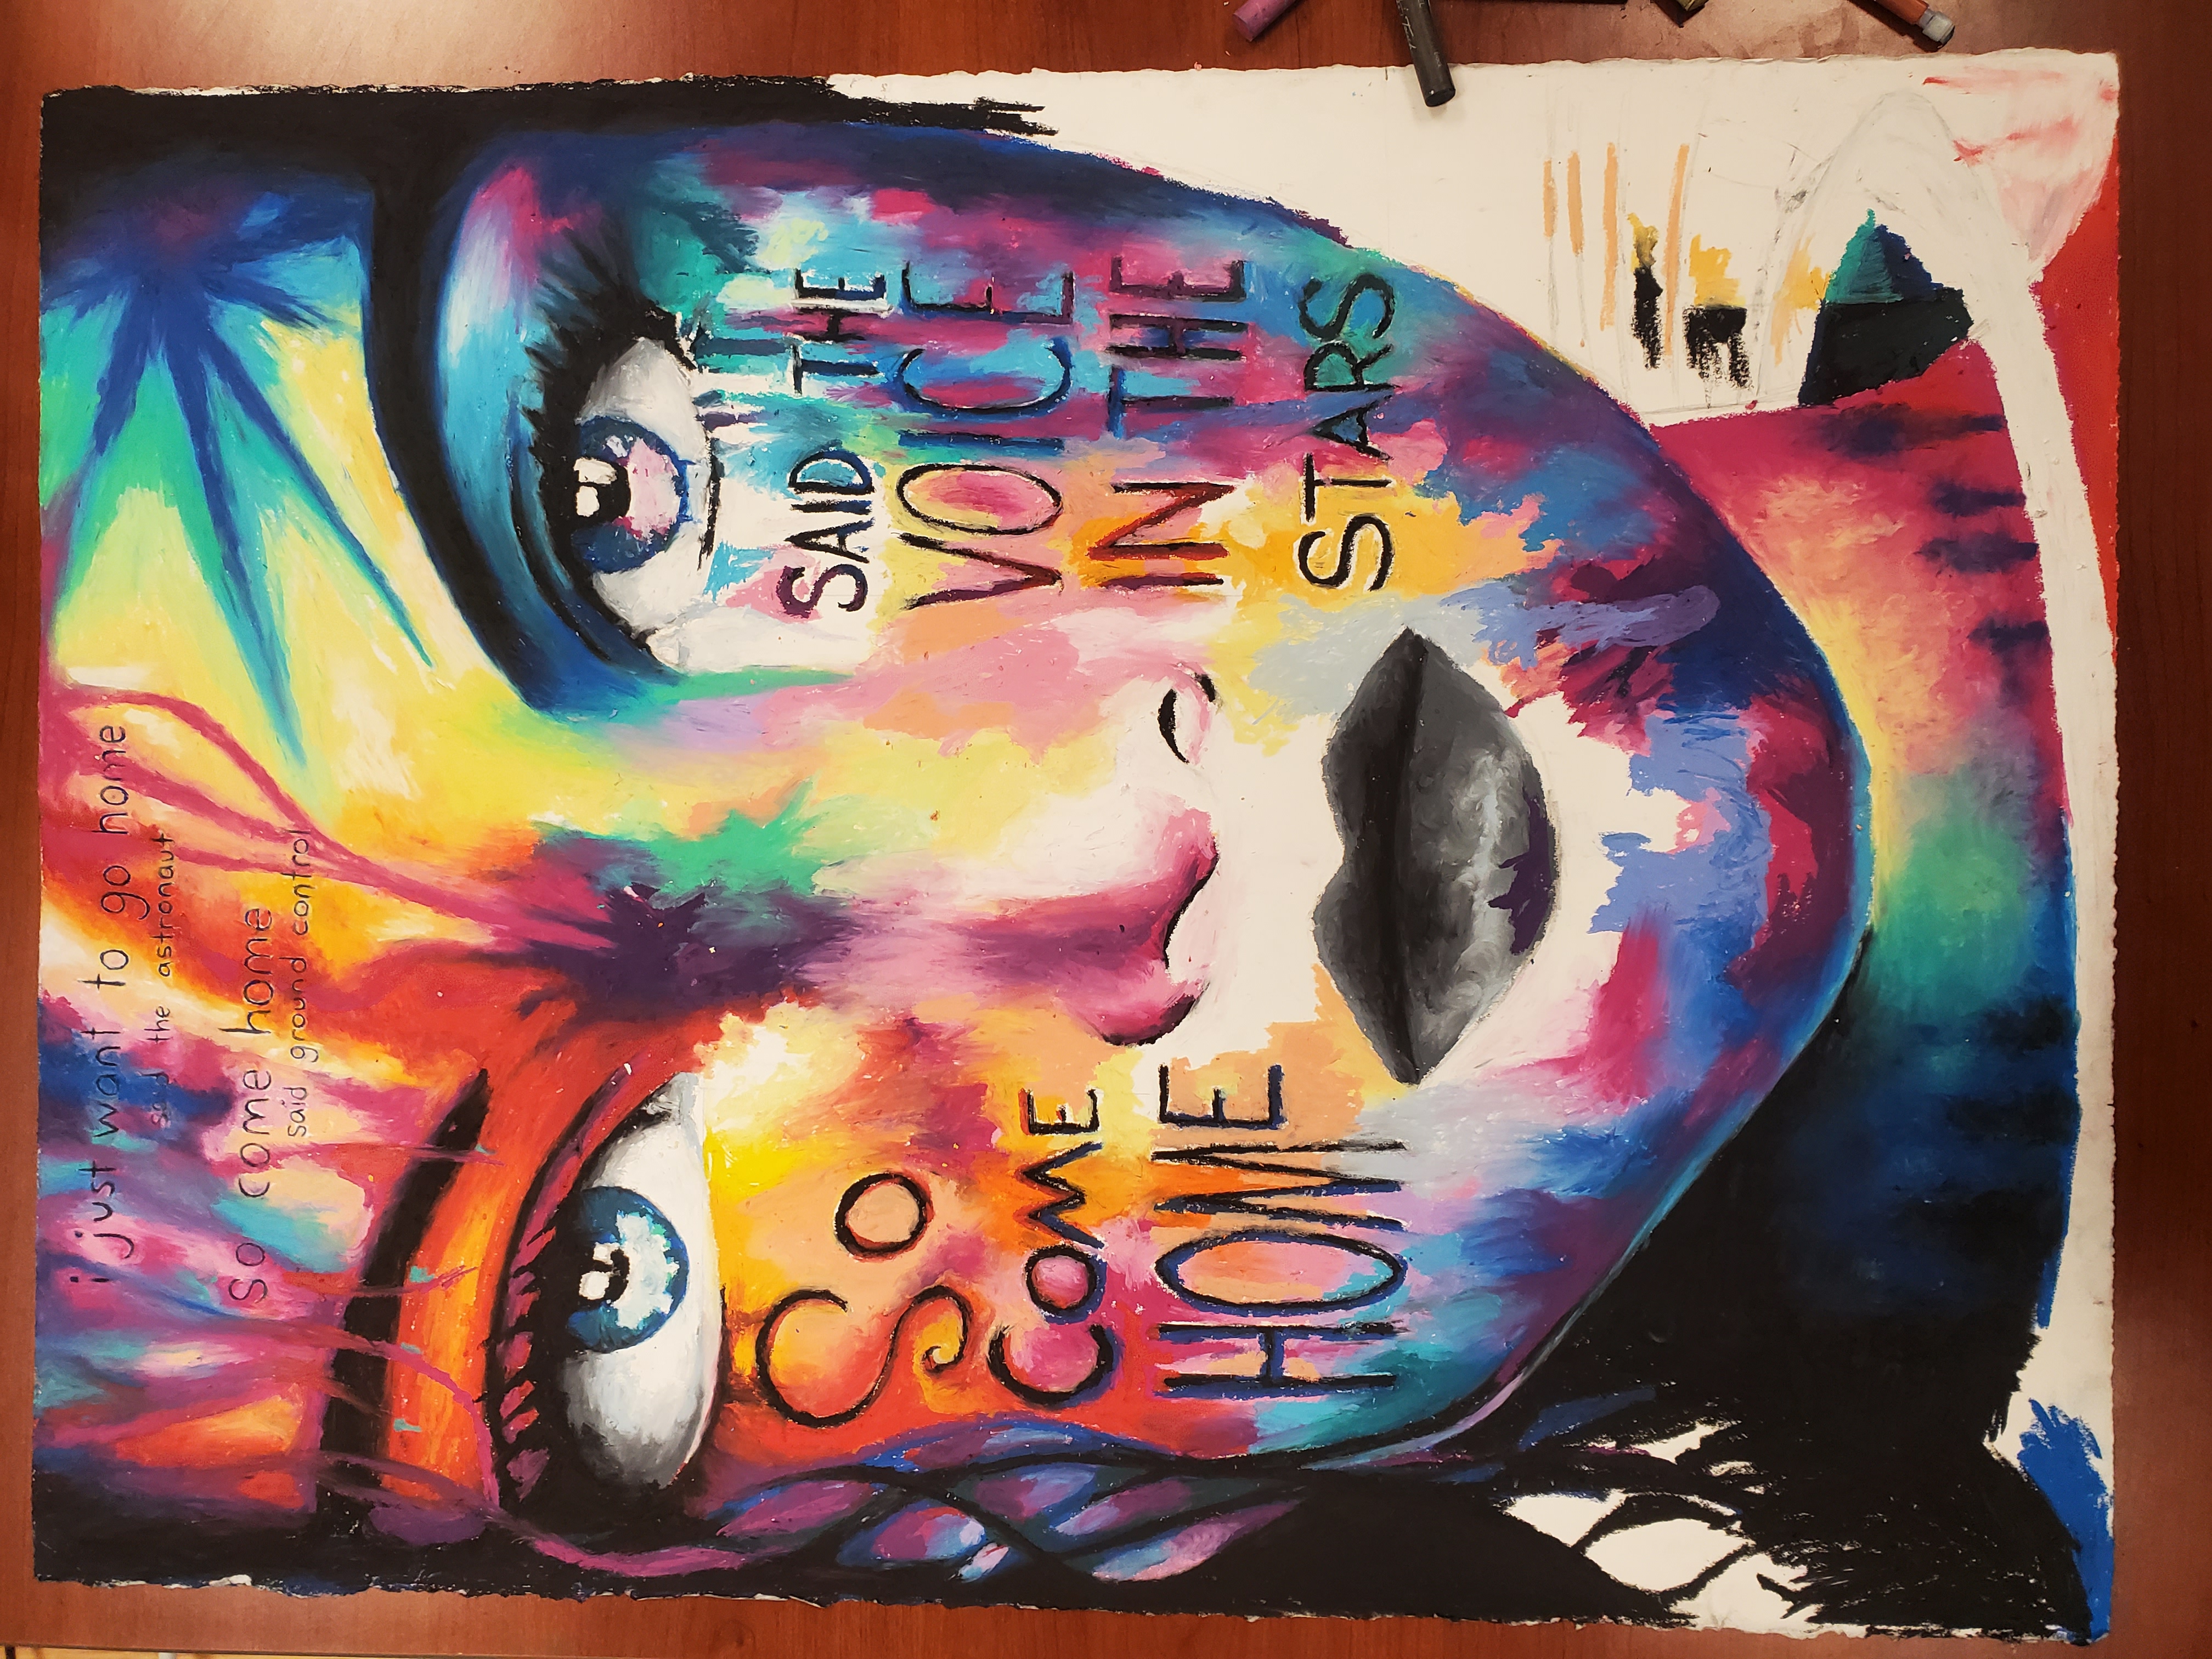 i just want to go home
said the astronaut
so come home
said ground control
So
COME
HOME
SAID THE
VOICE
IN THE
STARS